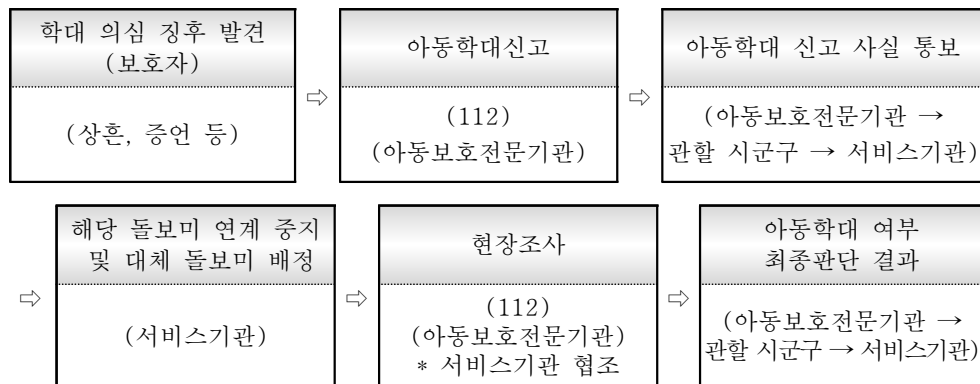 학대 의심 징후 발견
(보호자)
(상흔, 증언 등)
⇨
아동학대신고
(112)
(아동보호전문기관)
⇨
아동학대 신고 사실 통보
(아동보호전문기관 →
관할 시군구 → 서비스기관)
⇨
해당 돌보미 연계 중지
및 대체 돌보미 배정
(서비스기관)
⇨
현장조사
(112)
(아동보호전문기관)
* 서비스기관 협조
⇨
아동학대 여부
최종판단 결과
(아동보호전문기관 →
관할 시군구 → 서비스기관)